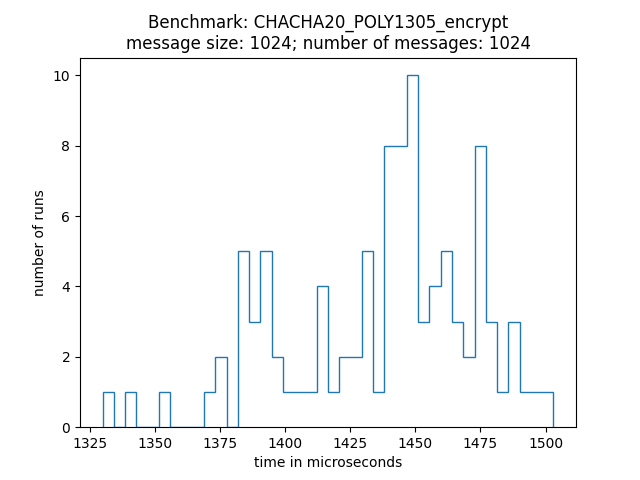 Benchmark: CHACHA20_POLY1305_encrypt
message size: 1024; number of messages: 1024
10
8
6
4
2
0
number of runs
1325 1350 1375 1400 1425 1450 1475 1500
time in microseconds